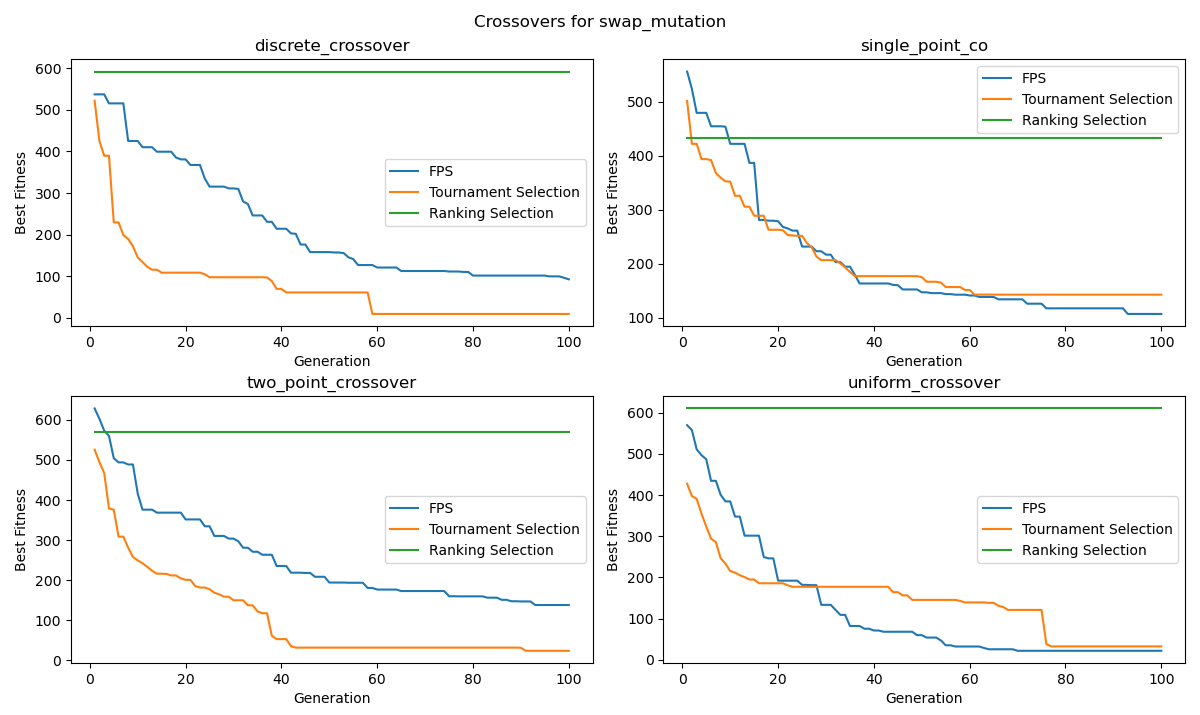 Crossovers for swap_mutation
discrete_crossover
600
500
400
300
200
100
0
Best Fitness
FPS
Tournament Selection
Ranking Selection
0 20 40 60 80 100
Generation
single_point_co
500
400
300
200
100
Best Fitness
FPS
Tournament Selection
Ranking Selection
0 20 40 60 80 100
Generation
two_point_crossover
600
500
400
300
200
100
0
Best Fitness
FPS
Tournament Selection
Ranking Selection
0 20 40 60 80 100
Generation
uniform_crossover
600
500
400
300
200
100
0
Best Fitness
FPS
Tournament Selection
Ranking Selection
0 20 40 60 80 100
Generation